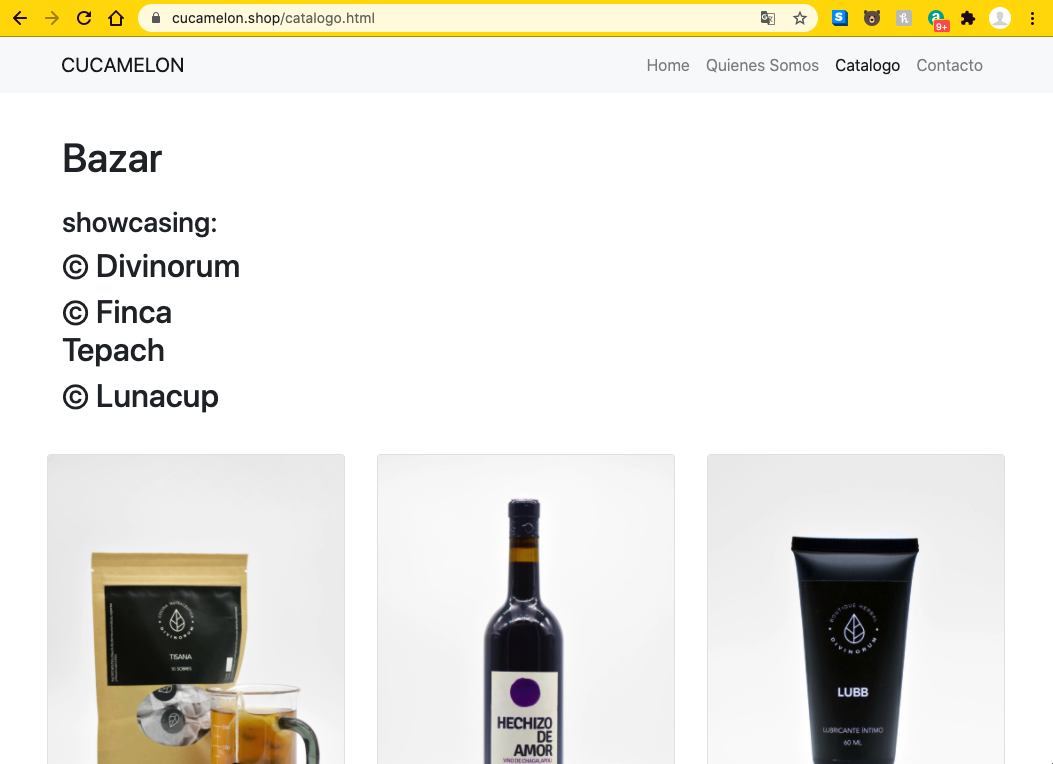 cucamelon.shop/catalogo.html
9+
CUCAMELON
Home Quienes Somos Catalogo Contacto
Bazar
showcasing:
© Divinorum
© Finca
Tepach
© Lunacup
DIVINORUM
TISANA
10 SOBRES
HECHIZO
DE
AMOR
VINO DE CHAGALAPOLI
BOUTIQUE HERBAL
DIVINORUM
LUBB
LUBRICANTE ÍNTIMO
60 ML